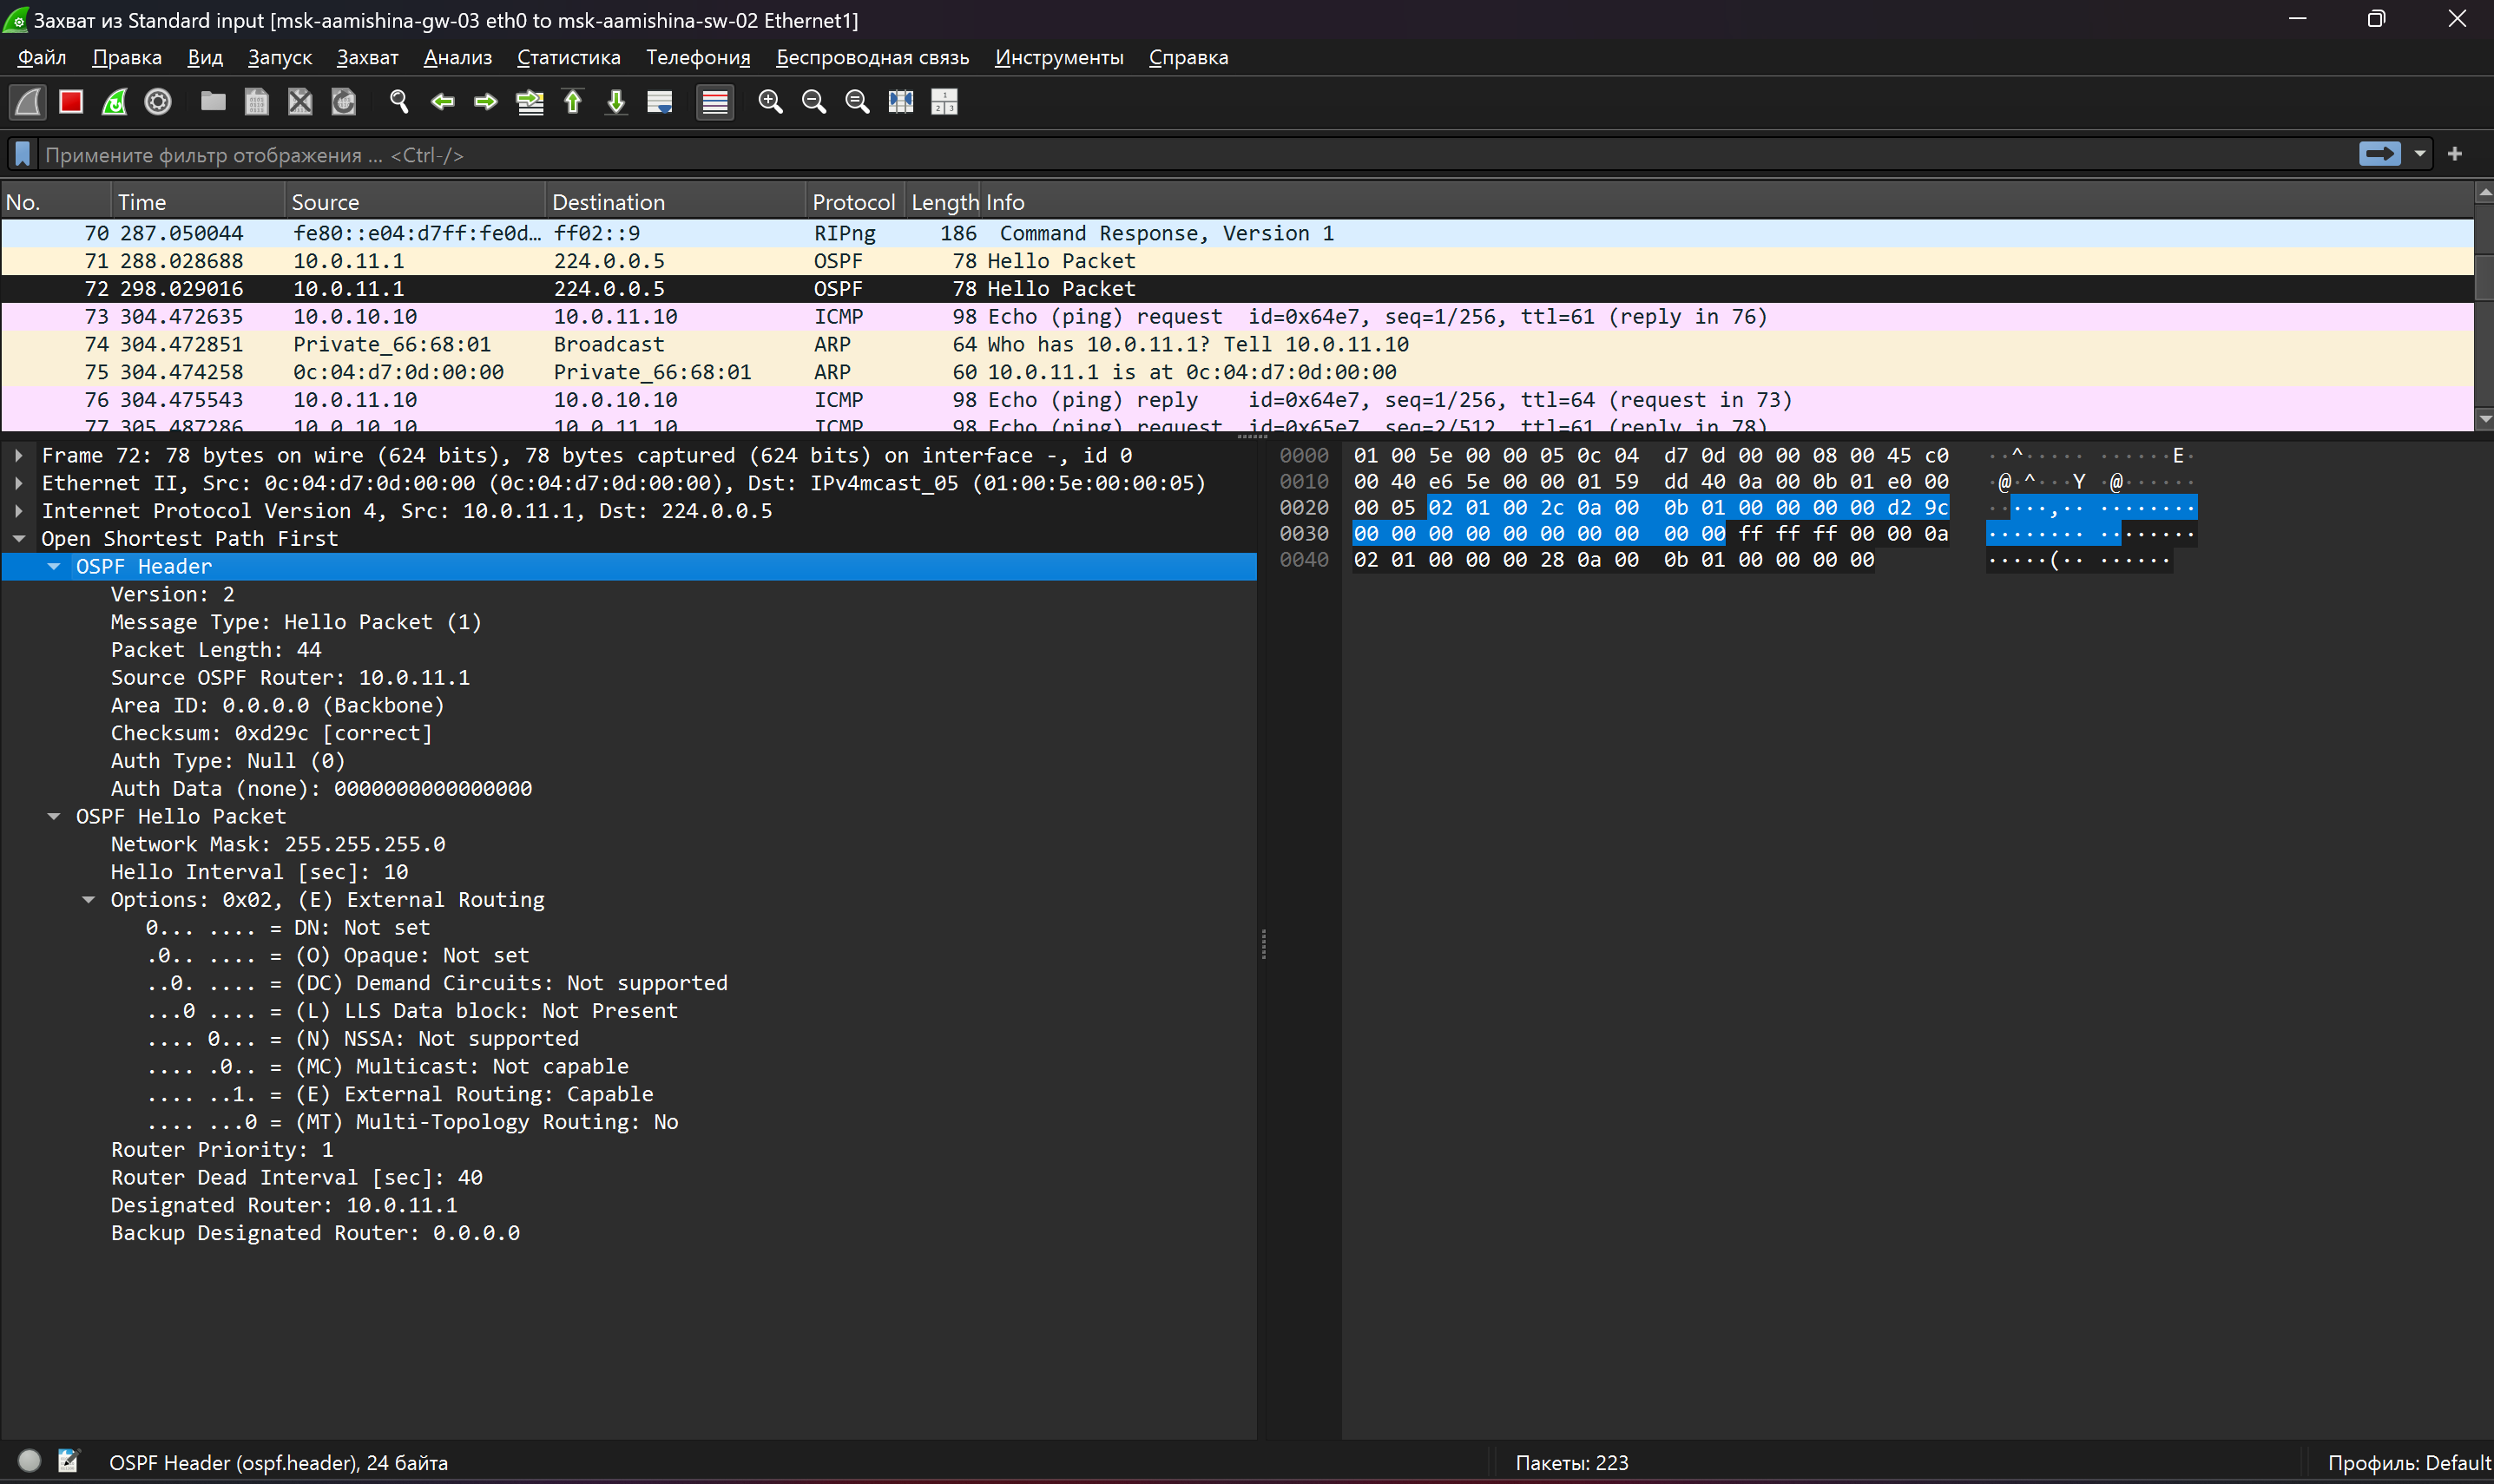 Захват из Standard input [msk-aamishina-gw-03 eth0 to msk-aamishina-sw-02 Ethernet1]
Файл Правка Вид Запуск Захват Анализ Статистика Телефония Беспроводная связь Инструменты Справка
Примените фильтр отображения ... <Ctrl-/>
No. Time Source Destination Protocol Length Info
70 287.050044 fe80::e04:d7ff:fe0d… ff02::9 RIPng 186 Command Response, Version 1
71 288.028688 10.0.11.1 224.0.0.5 OSPF 78 Hello Packet
72 298.029016 10.0.11.1 224.0.0.5 OSPF 78 Hello Packet
73 304.472635 10.0.10.10 10.0.11.10 ICMP 98 Echo (ping) request id=0x64e7, seq=1/256, ttl=61 (reply in 76)
74 304.472851 Private_66:68:01 Broadcast ARP 64 Who has 10.0.11.1? Tell 10.0.11.10
75 304.474258 0c:04:d7:0d:00:00 Private_66:68:01 ARP 60 10.0.11.1 is at 0c:04:d7:0d:00:00
76 304.475543 10.0.11.10 10.0.10.10 ICMP 98 Echo (ping) reply id=0x64e7, seq=1/256, ttl=64 (request in 73)
77 305.487286 10.0.10.10 10.0.11.10 ICMP 98 Echo (ping) request id=0x65e7, seq=2/512, ttl=61 (reply in 78)
Frame 72: 78 bytes on wire (624 bits), 78 bytes captured (624 bits) on interface -, id 0
Ethernet II, Src: 0c:04:d7:0d:00:00 (0c:04:d7:0d:00:00), Dst: IPv4mcast_05 (01:00:5e:00:00:05)
Internet Protocol Version 4, Src: 10.0.11.1, Dst: 224.0.0.5
Open Shortest Path First
OSPF Header
Version: 2
Message Type: Hello Packet (1)
Packet Length: 44
Source OSPF Router: 10.0.11.1
Area ID: 0.0.0.0 (Backbone)
Checksum: 0xd29c [correct]
Auth Type: Null (0)
Auth Data (none): 0000000000000000
OSPF Hello Packet
Network Mask: 255.255.255.0
Hello Interval [sec]: 10
Options: 0x02, (E) External Routing
0... .... = DN: Not set
.0.. .... = (O) Opaque: Not set
..0. .... = (DC) Demand Circuits: Not supported
...0 .... = (L) LLS Data block: Not Present
.... 0... = (N) NSSA: Not supported
.... .0.. = (MC) Multicast: Not capable
.... ..1. = (E) External Routing: Capable
.... ...0 = (MT) Multi-Topology Routing: No
Router Priority: 1
Router Dead Interval [sec]: 40
Designated Router: 10.0.11.1
Backup Designated Router: 0.0.0.0
0000 01 00 5e 00 00 05 0c 04 d7 0d 00 00 08 00 45 c0 ··^····· ······E·
0010 00 40 e6 5e 00 00 01 59 dd 40 0a 00 0b 01 e0 00 ·@·^···Y ·@······
0020 00 05 02 01 00 2c 0a 00 0b 01 00 00 00 00 d2 9c ·····,·· ········
0030 00 00 00 00 00 00 00 00 00 00 ff ff ff 00 00 0a ········ ········
0040 02 01 00 00 00 28 0a 00 0b 01 00 00 00 00 ·····(·· ······
OSPF Header (ospf.header), 24 байта
Пакеты: 223
Профиль: Default